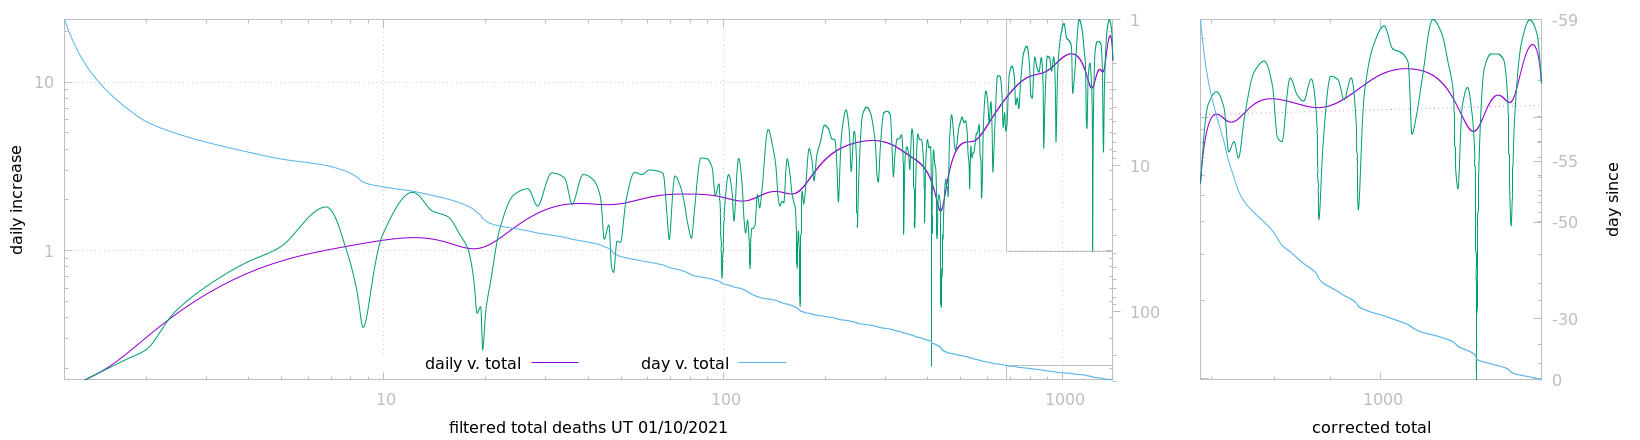 daily increase
10
1
10
100
1000
filtered total deaths UT 01/10/2021
daily v. total
day v. total
1
10
100
1000
corrected total
-59
-55
-50
-30
0
day since